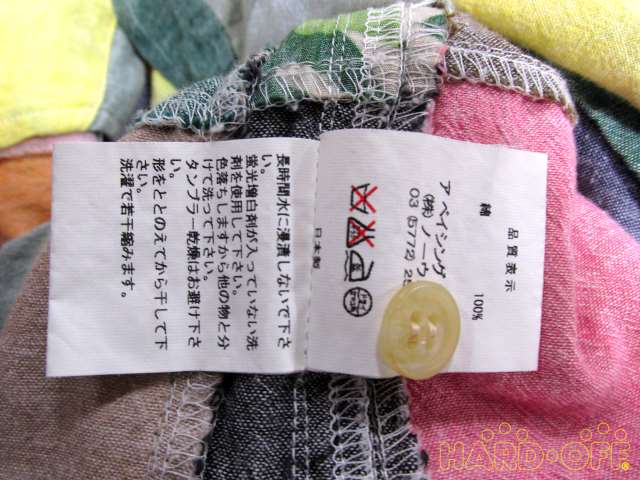 品質表示
綿 100%
ア ベイシング
㈱ ノーウ
03 (5772) 25
日本製
長時間水に浸漬しないで下さ
い。
蛍光増白剤が入っていない洗
剤を使用して下さい。
色落ちしますから他の物と分
けて洗って下さい。
タンブラー乾燥はお避け下さ
い。
形をととのえてから干して下
さい。
洗濯で若干縮みます。
HARD・OFF